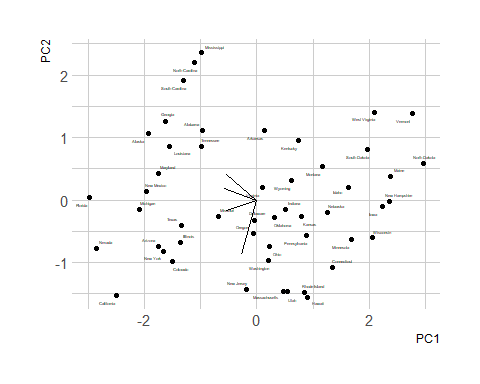 PC2
Mississippi
North Carolina
South Carolina
2
Georgia
Alabama
Alaska
Tennessee
Louisiana
Arkansas
Kentucky
West Virginia
Vermont
1
South Dakota
North Dakota
Maryland
Montana
Maine
New Mexico
Wyoming
Idaho
New Hampshire
Florida
Michigan
0
Missouri
Delaware
Indiana
Nebraska
Iowa
Texas
Oregon
Oklahoma
Kansas
Arizona
Illinois
Pennsylvania
Minnesota
Wisconsin
Nevada
New York
Ohio
Colorado
Washington
Connecticut
-1
New Jersey
Rhode Island
California
Massachusetts
Utah
Hawaii
-2
0
2
PC1